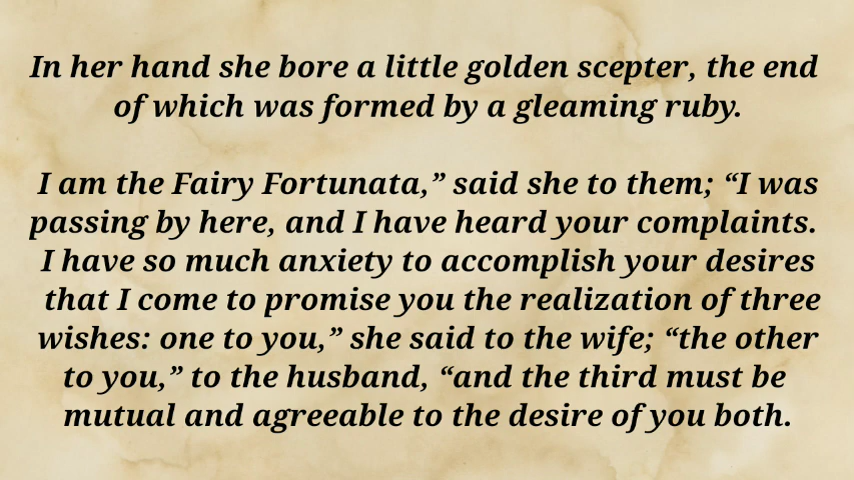 In her hand she bore a little golden scepter, the end
of which was formed by a gleaming ruby.
I am the Fairy Fortunata,” said she to them; “I was
passing by here, and I have heard your complaints.
I have so much anxiety to accomplish your desires
that I come to promise you the realization of three
wishes: one to you,” she said to the wife; “the other
to you,” to the husband, “and the third must be
mutual and agreeable to the desire of you both.